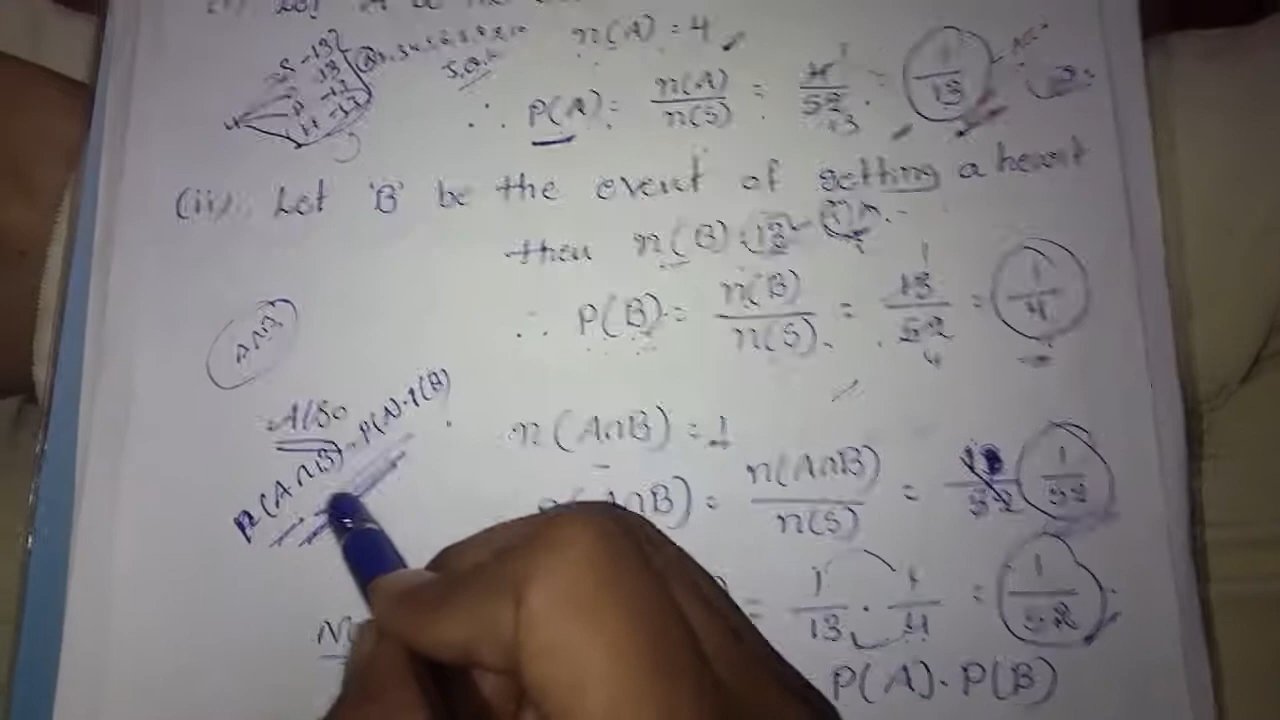 n(A) = 4
∴ P(A) = n(A)/n(S) = 4/52 = 1/13
(ii) Let 'B' be the event of getting a heart
then n(B) = 13
∴ P(B) = n(B)/n(S) = 13/52 = 1/4
A∩B
Also
P(A∩B) = P(A)·P(B)
n(A∩B) = 1
(A∩B) = n(A∩B)/n(S) = 1/52
= 1/13 · 1/4 = 1/52
P(A)·P(B)